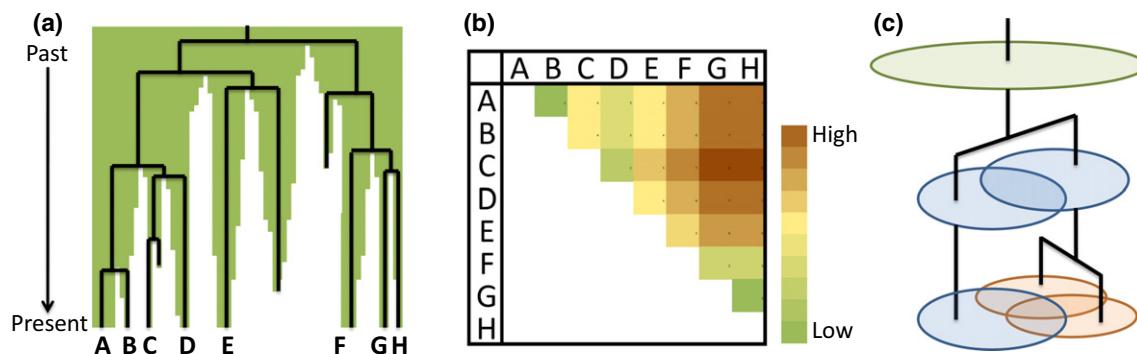 (a)
Past
Present
A B C D E F G H
(b)
A B C D E F G H
A
B
C
D
E
F
G
H
High
Low
(c)